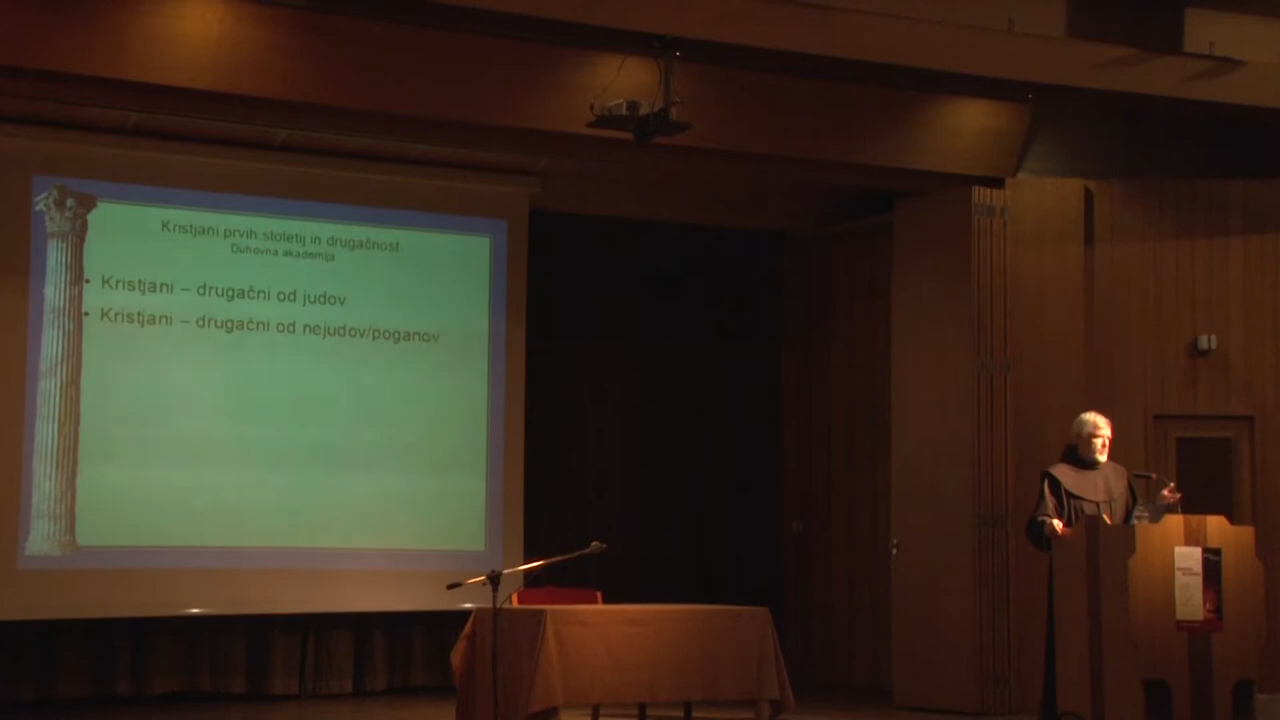 Kristjani prvih stoletij in drugačnost
Duhovna akademija
• Kristjani – drugačni od judov
• Kristjani – drugačni od nejudov/poganov